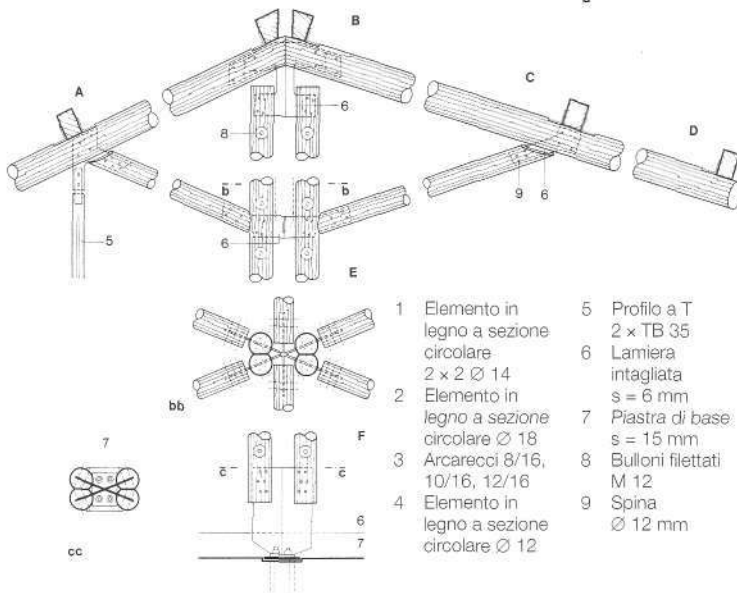 B
A
C
D
8
6
b
b
9
6
5
6
E
bb
F
7
c
c
6
7
cc
1 Elemento in
legno a sezione
circolare
2 × 2 Ø 14
2 Elemento in
legno a sezione
circolare Ø 18
3 Arcarecci 8/16,
10/16, 12/16
4 Elemento in
legno a sezione
circolare Ø 12
5 Profilo a T
2 × TB 35
6 Lamiera
intagliata
s = 6 mm
7 Piastra di base
s = 15 mm
8 Bulloni filettati
M 12
9 Spina
Ø 12 mm